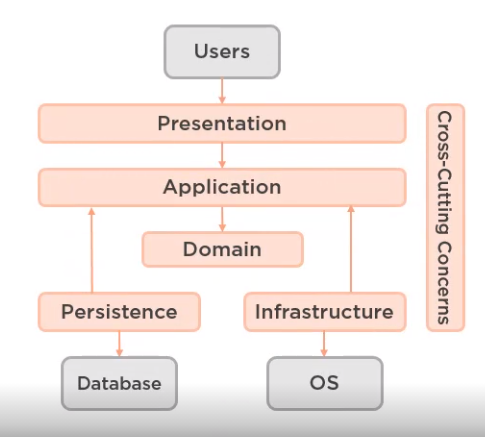 Users
Presentation
Application
Domain
Persistence
Infrastructure
Database
OS
Cross-Cutting Concerns